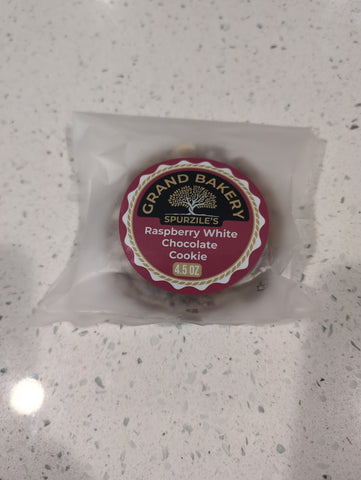 GRAND BAKERY
SPURZILE'S
Raspberry White
Chocolate
Cookie
4.5 OZ